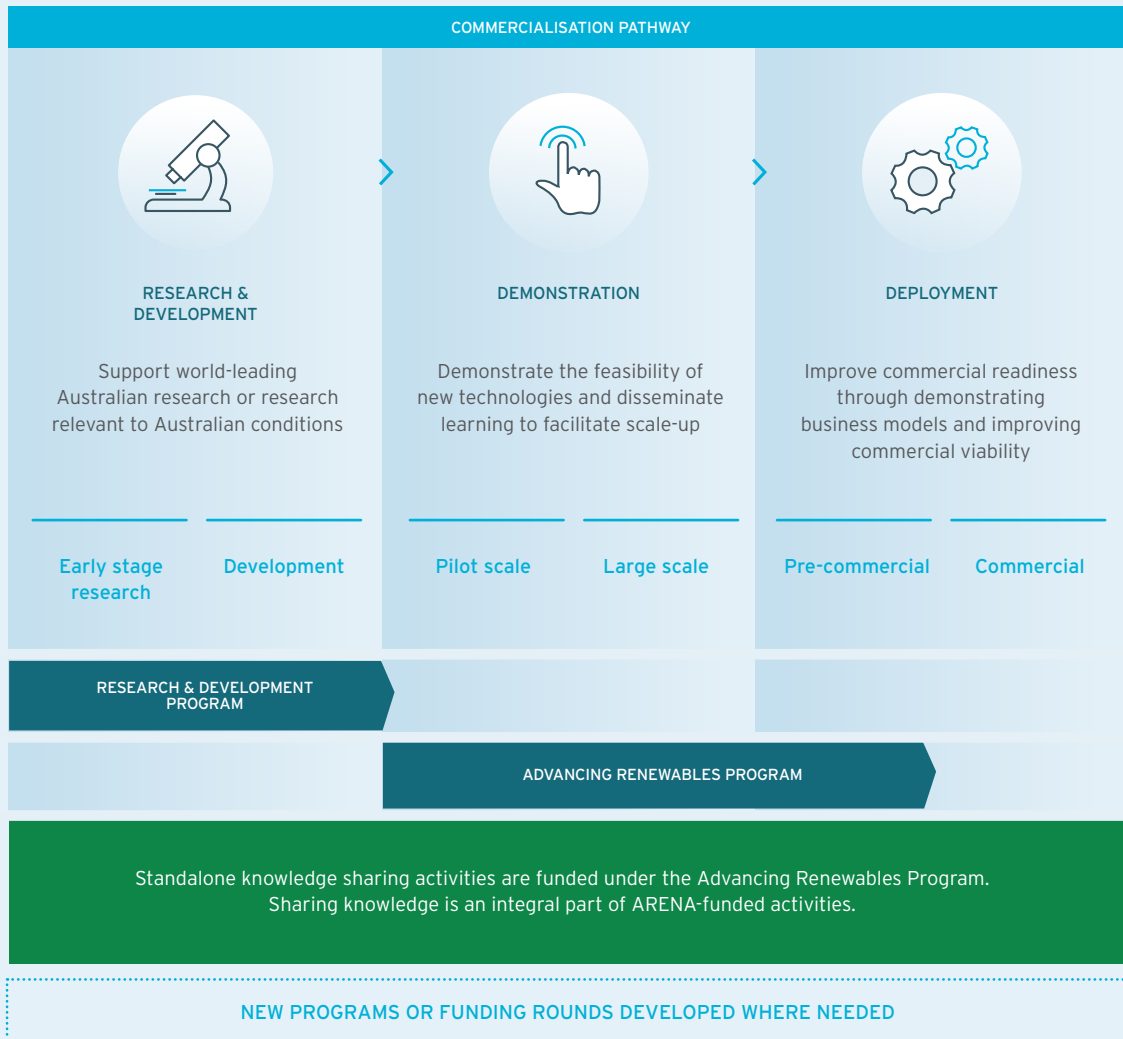 COMMERCIALISATION PATHWAY
RESEARCH &
DEVELOPMENT
Support world-leading
Australian research or research
relevant to Australian conditions
Early stage
research
Development
DEMONSTRATION
Demonstrate the feasibility of
new technologies and disseminate
learning to facilitate scale-up
Pilot scale
Large scale
DEPLOYMENT
Improve commercial readiness
through demonstrating
business models and improving
commercial viability
Pre-commercial
Commercial
RESEARCH & DEVELOPMENT
PROGRAM
ADVANCING RENEWABLES PROGRAM
Standalone knowledge sharing activities are funded under the Advancing Renewables Program.
Sharing knowledge is an integral part of ARENA-funded activities.
NEW PROGRAMS OR FUNDING ROUNDS DEVELOPED WHERE NEEDED